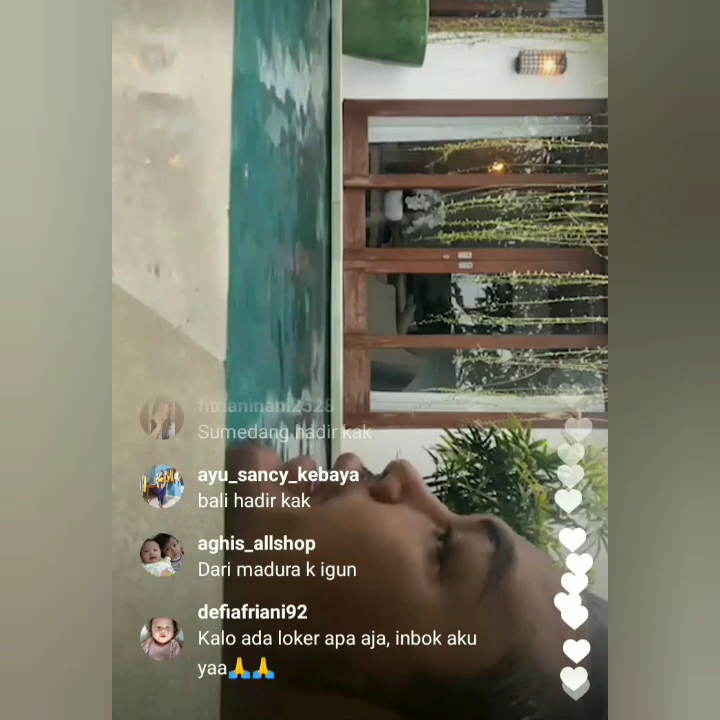 fitrianinani2528
Sumedang hadir kak
ayu_sancy_kebaya
bali hadir kak
aghis_allshop
Dari madura k igun
defiafriani92
Kalo ada loker apa aja, inbok aku
yaa🙏🙏